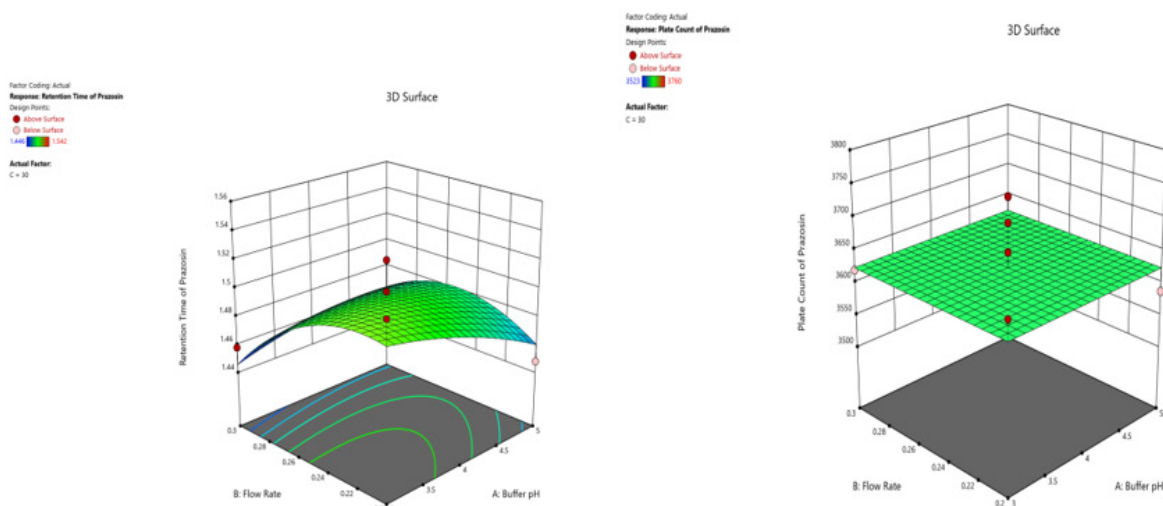 Factor Coding: Actual
Response: Retention Time of Prazosin
Design Points:
Above Surface
Below Surface
1.446 1.542
Actual Factor:
C = 30
3D Surface
1.56
1.54
1.52
1.5
1.48
1.46
1.44
Retention Time of Prazosin
0.3
0.28
0.26
0.24
0.22
B: Flow Rate
3.5
4
4.5
5
A: Buffer pH
Factor Coding: Actual
Response: Plate Count of Prazosin
Design Points:
Above Surface
Below Surface
3523 3760
Actual Factor:
C = 30
3D Surface
3800
3750
3700
3650
3600
3550
3500
Plate Count of Prazosin
0.3
0.28
0.26
0.24
0.22
B: Flow Rate
3
3.5
4
4.5
5
A: Buffer pH